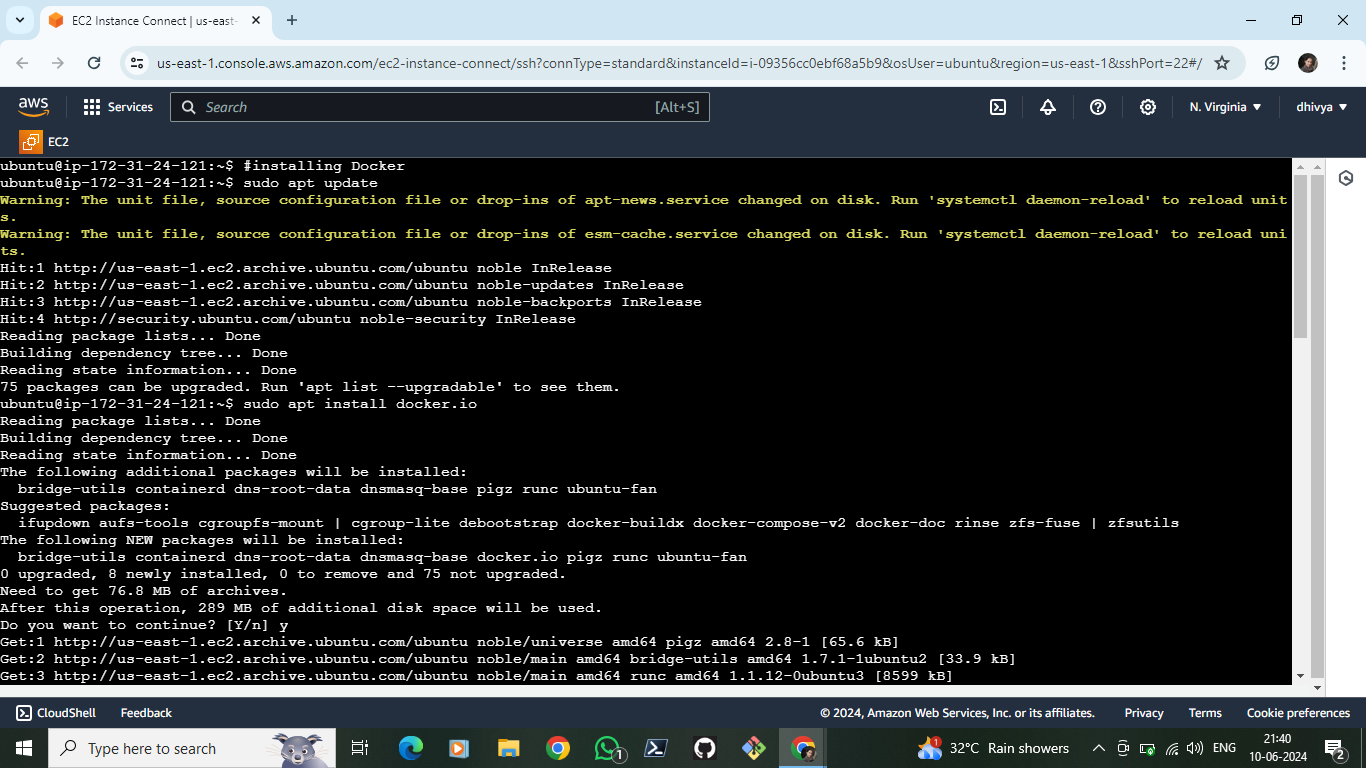 EC2 Instance Connect | us-east-
us-east-1.console.aws.amazon.com/ec2-instance-connect/ssh?connType=standard&instanceId=i-09356cc0ebf68a5b9&osUser=ubuntu&region=us-east-1&sshPort=22#/
aws Services Search [Alt+S] N. Virginia dhivya
EC2
ubuntu@ip-172-31-24-121:~$ #installing Docker
ubuntu@ip-172-31-24-121:~$ sudo apt update
Warning: The unit file, source configuration file or drop-ins of apt-news.service changed on disk. Run 'systemctl daemon-reload' to reload unit
s.
Warning: The unit file, source configuration file or drop-ins of esm-cache.service changed on disk. Run 'systemctl daemon-reload' to reload uni
ts.
Hit:1 http://us-east-1.ec2.archive.ubuntu.com/ubuntu noble InRelease
Hit:2 http://us-east-1.ec2.archive.ubuntu.com/ubuntu noble-updates InRelease
Hit:3 http://us-east-1.ec2.archive.ubuntu.com/ubuntu noble-backports InRelease
Hit:4 http://security.ubuntu.com/ubuntu noble-security InRelease
Reading package lists... Done
Building dependency tree... Done
Reading state information... Done
75 packages can be upgraded. Run 'apt list --upgradable' to see them.
ubuntu@ip-172-31-24-121:~$ sudo apt install docker.io
Reading package lists... Done
Building dependency tree... Done
Reading state information... Done
The following additional packages will be installed:
  bridge-utils containerd dns-root-data dnsmasq-base pigz runc ubuntu-fan
Suggested packages:
  ifupdown aufs-tools cgroupfs-mount | cgroup-lite debootstrap docker-buildx docker-compose-v2 docker-doc rinse zfs-fuse | zfsutils
The following NEW packages will be installed:
  bridge-utils containerd dns-root-data dnsmasq-base docker.io pigz runc ubuntu-fan
0 upgraded, 8 newly installed, 0 to remove and 75 not upgraded.
Need to get 76.8 MB of archives.
After this operation, 289 MB of additional disk space will be used.
Do you want to continue? [Y/n] y
Get:1 http://us-east-1.ec2.archive.ubuntu.com/ubuntu noble/universe amd64 pigz amd64 2.8-1 [65.6 kB]
Get:2 http://us-east-1.ec2.archive.ubuntu.com/ubuntu noble/main amd64 bridge-utils amd64 1.7.1-1ubuntu2 [33.9 kB]
Get:3 http://us-east-1.ec2.archive.ubuntu.com/ubuntu noble/main amd64 runc amd64 1.1.12-0ubuntu3 [8599 kB]
CloudShell Feedback © 2024, Amazon Web Services, Inc. or its affiliates. Privacy Terms Cookie preferences
Type here to search 1 1 32°C Rain showers ENG 21:40 2
10-06-2024